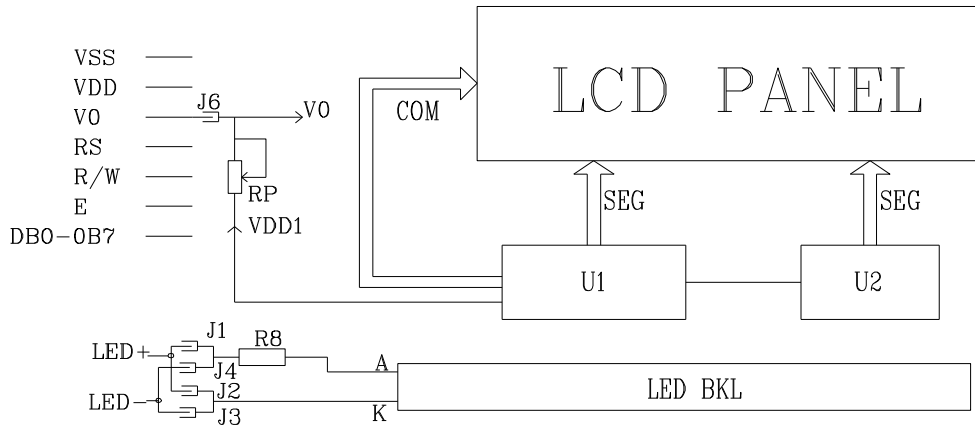 VSS
VDD
V0
J6
V0
RS
R/W
E
DB0-0B7
RP
VDD1
COM
LCD PANEL
SEG
SEG
U1
U2
LED+
LED-
J1
J4
J2
J3
R8
A
K
LED BKL